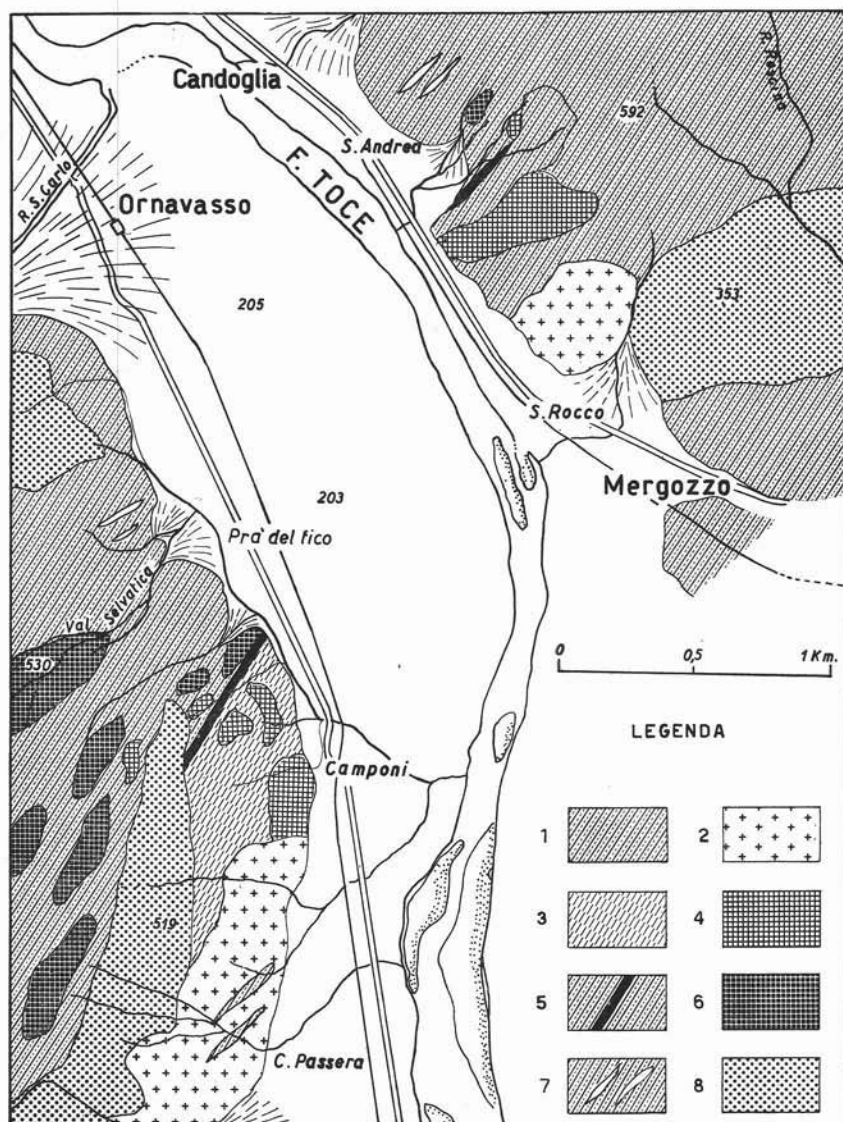 Candoglia
R. Rescina
592
S. Andrea
R. S. Carlo
F. TOCE
Ornavasso
205
353
S. Rocco
203
Mergozzo
Pra' del fico
Val Selvatica
530
0 0,5 1 Km.
LEGENDA
Camponi
1 2
3 4
519
5 6
C. Passera
7 8